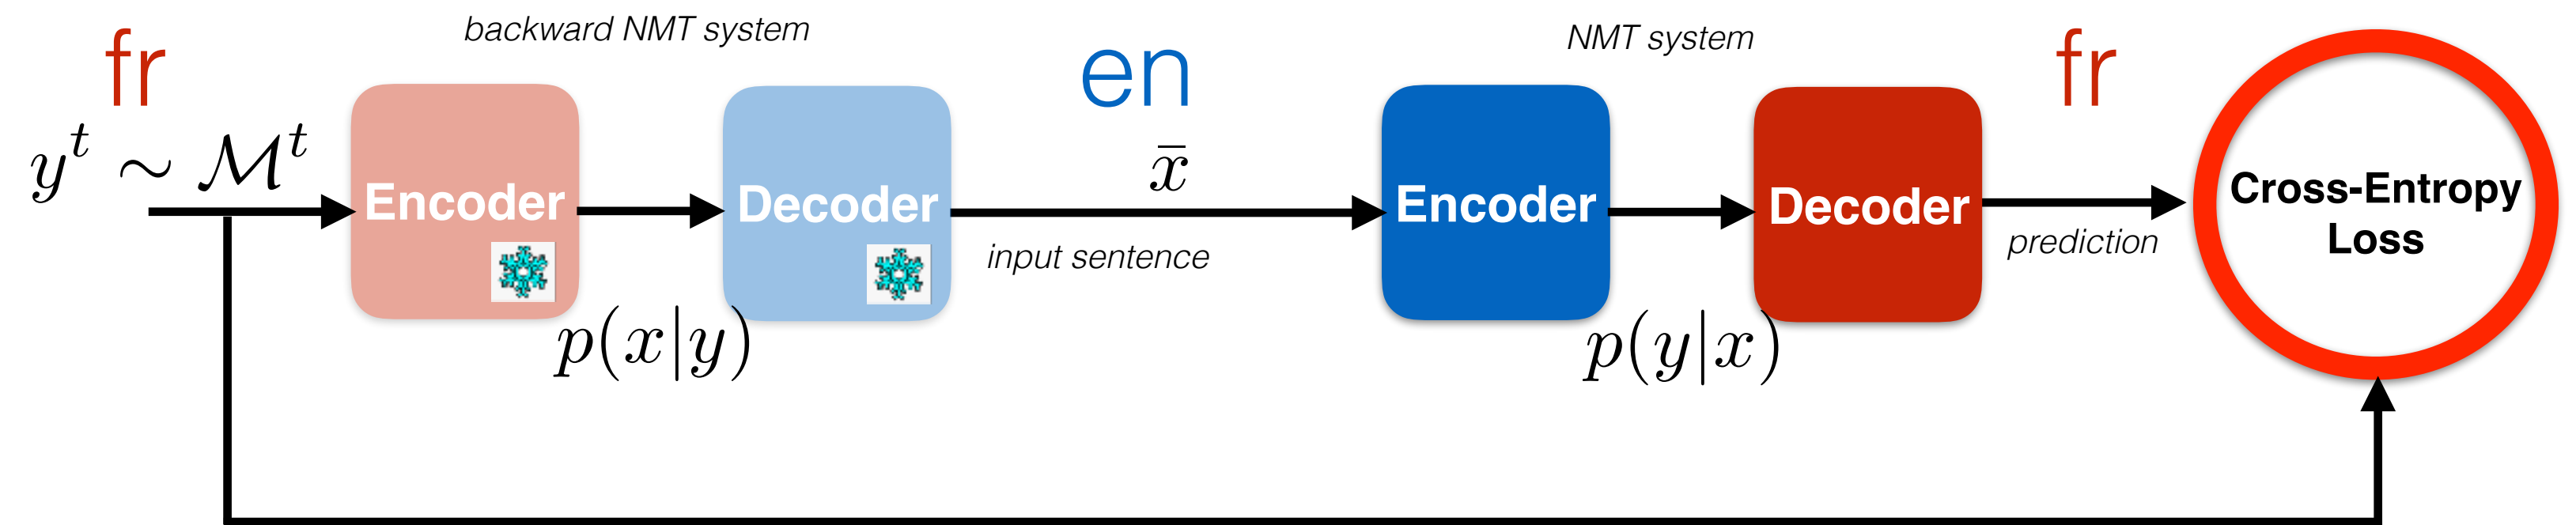 backward NMT system
NMT system
fr
en
fr
y^t ∼ ℳ^t
x̄
Encoder
Decoder
Encoder
Decoder
Cross-Entropy
Loss
input sentence
prediction
p(x|y)
p(y|x)